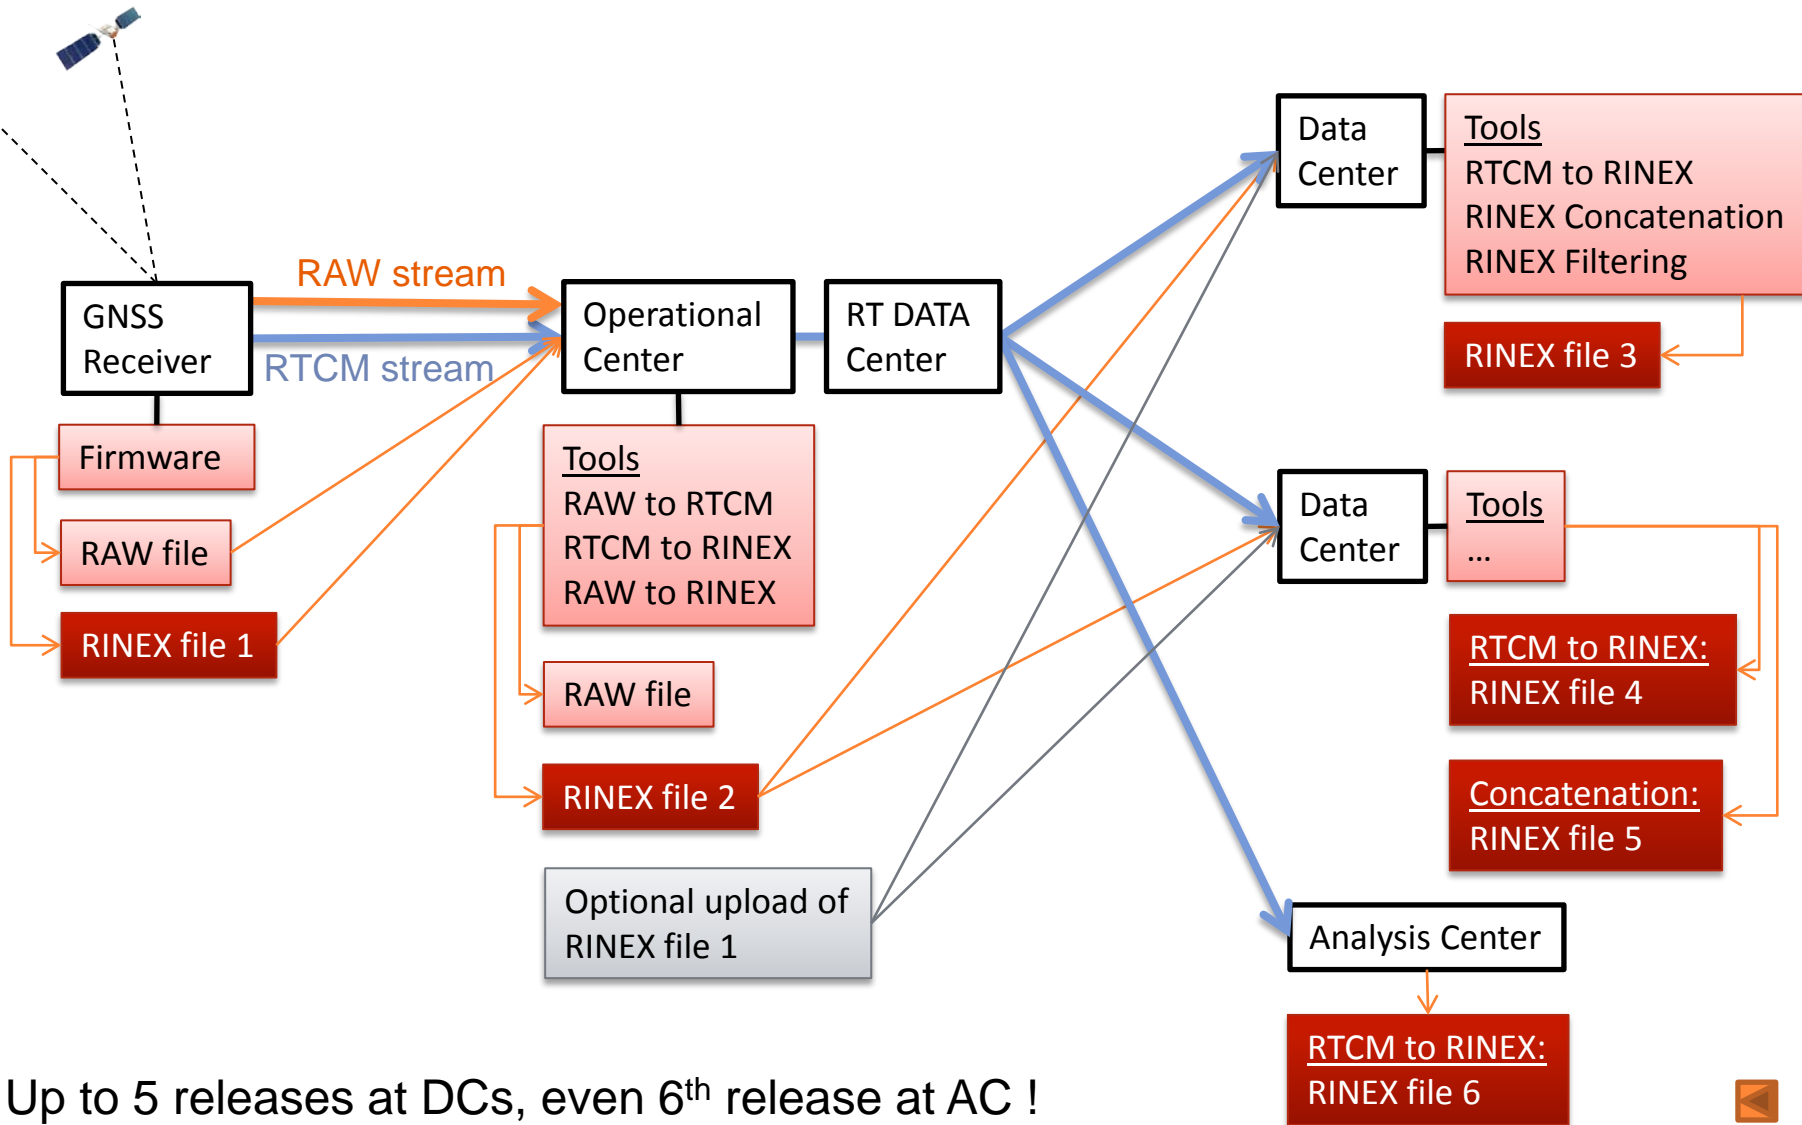 RAW stream
RTCM stream
GNSS
Receiver
Firmware
RAW file
RINEX file 1
Operational
Center
Tools
RAW to RTCM
RTCM to RINEX
RAW to RINEX
RAW file
RINEX file 2
Optional upload of
RINEX file 1
RT DATA
Center
Data
Center
Tools
RTCM to RINEX
RINEX Concatenation
RINEX Filtering
RINEX file 3
Data
Center
Tools
...
RTCM to RINEX:
RINEX file 4
Concatenation:
RINEX file 5
Analysis Center
RTCM to RINEX:
RINEX file 6
Up to 5 releases at DCs, even 6th release at AC !